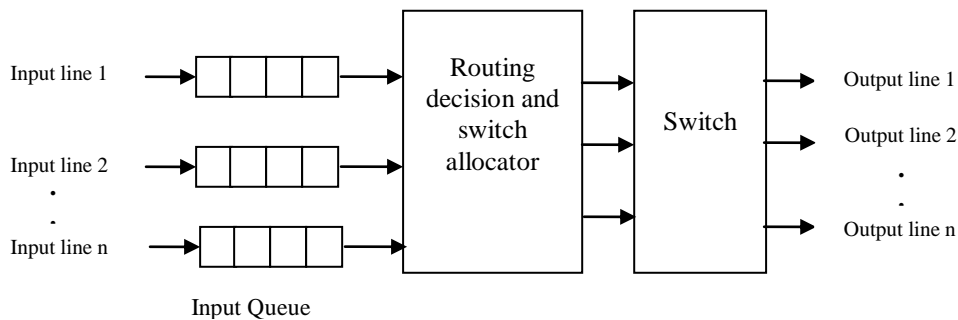 Input line 1
Input line 2
.
.
Input line n
Input Queue
Routing
decision and
switch
allocator
Switch
Output line 1
Output line 2
.
.
Output line n